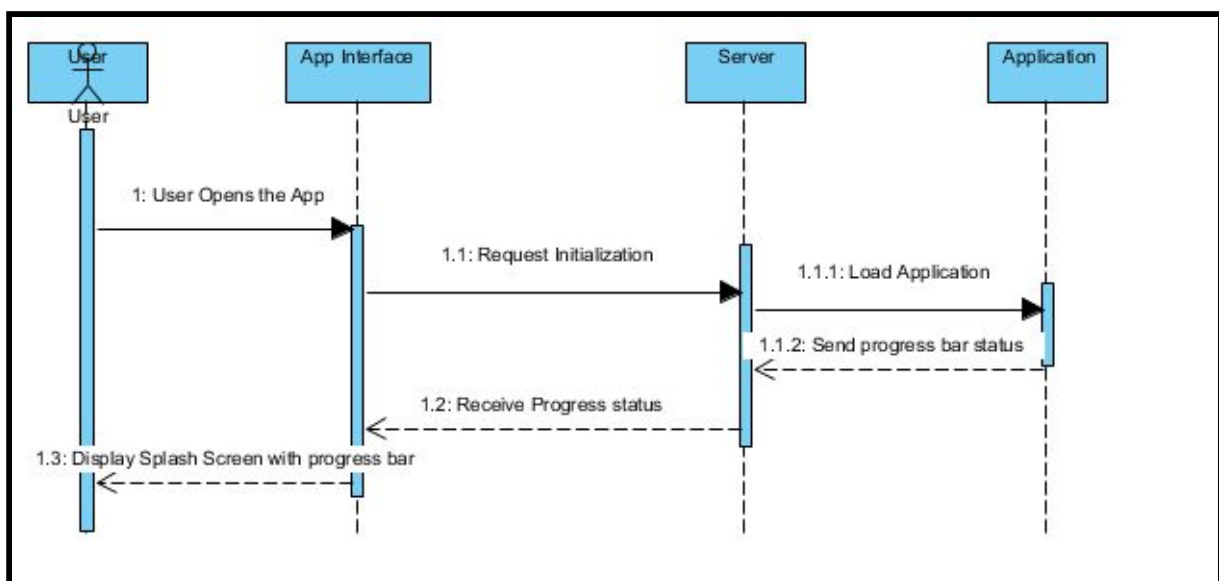 User
App Interface
Server
Application
User
1: User Opens the App
1.1: Request Initialization
1.1.1: Load Application
1.1.2: Send progress bar status
1.2: Receive Progress status
1.3: Display Splash Screen with progress bar